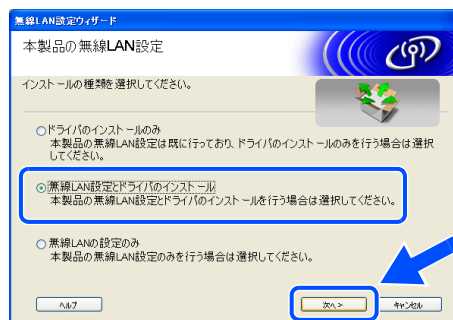 無線LAN設定ウィザード
本製品の無線LAN設定
インストールの種類を選択してください。
ドライバのインストールのみ
本製品の無線LAN設定は既に行っており、ドライバのインストールのみを行う場合は選択
してください。
無線LAN設定とドライバのインストール
本製品の無線LAN設定とドライバのインストールを行う場合は選択してください。
無線LANの設定のみ
本製品の無線LAN設定のみを行う場合は選択してください。
ヘルプ
次へ >
キャンセル